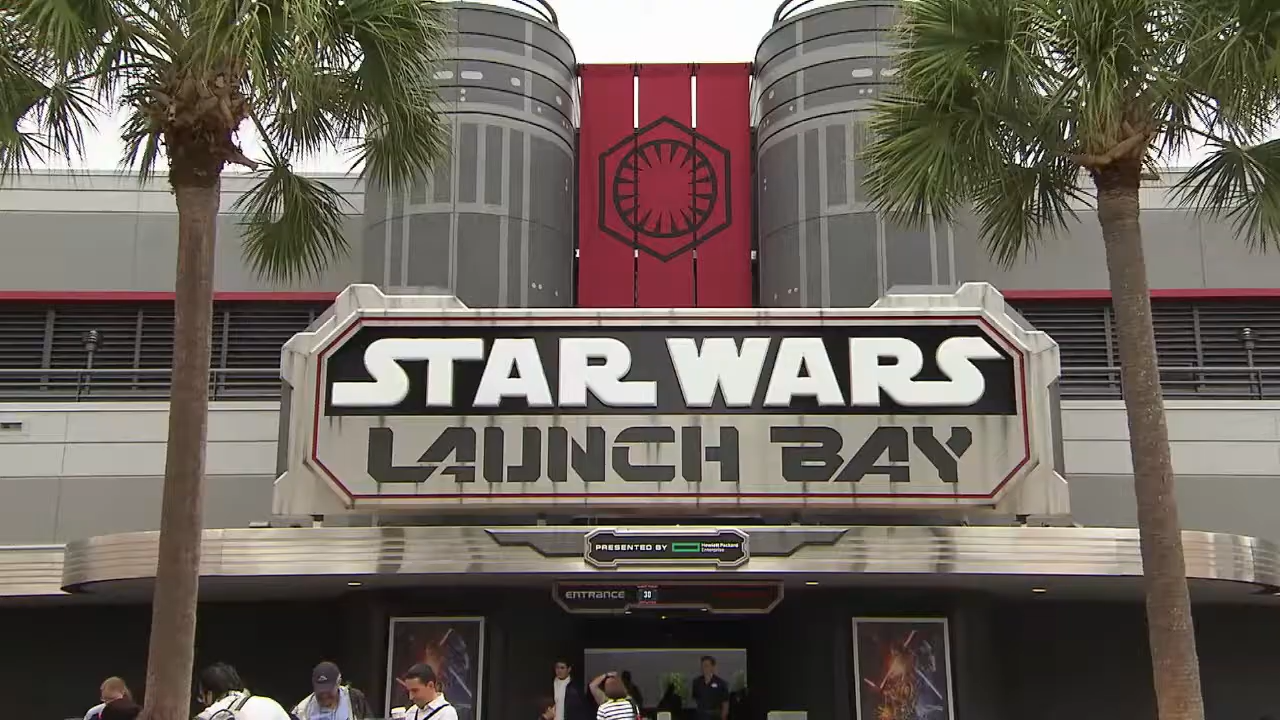 STAR WARS
LAUNCH BAY
PRESENTED BY Hewlett Packard
Enterprise
ENTRANCE 30